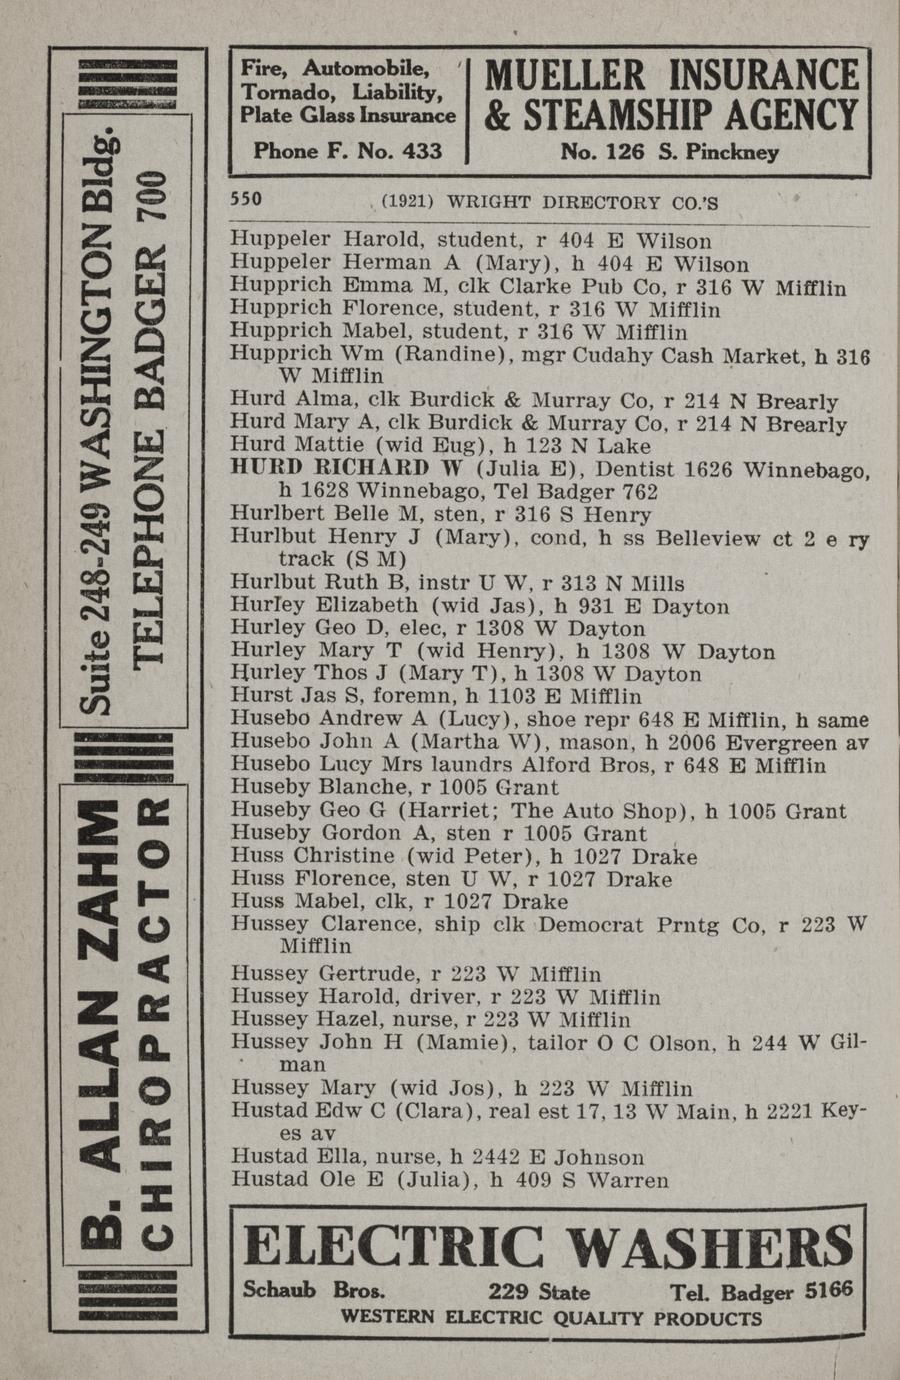 Fire, Automobile,
Tornado, Liability,
Plate Glass Insurance
Phone F. No. 433
MUELLER INSURANCE
& STEAMSHIP AGENCY
No. 126 S. Pinckney
550 (1921) WRIGHT DIRECTORY CO.'S
Huppeler Harold, student, r 404 E Wilson
Huppeler Herman A (Mary), h 404 E Wilson
Hupprich Emma M, clk Clarke Pub Co, r 316 W Mifflin
Hupprich Florence, student, r 316 W Mifflin
Hupprich Mabel, student, r 316 W Mifflin
Hupprich Wm (Randine), mgr Cudahy Cash Market, h 316
W Mifflin
Hurd Alma, clk Burdick & Murray Co, r 214 N Brearly
Hurd Mary A, clk Burdick & Murray Co, r 214 N Brearly
Hurd Mattie (wid Eug), h 123 N Lake
HURD RICHARD W (Julia E), Dentist 1626 Winnebago,
h 1628 Winnebago, Tel Badger 762
Hurlbert Belle M, sten, r 316 S Henry
Hurlbut Henry J (Mary), cond, h ss Belleview ct 2 e ry
track (S M)
Hurlbut Ruth B, instr U W, r 313 N Mills
Hurley Elizabeth (wid Jas), h 931 E Dayton
Hurley Geo D, elec, r 1308 W Dayton
Hurley Mary T (wid Henry), h 1308 W Dayton
Hurley Thos J (Mary T), h 1308 W Dayton
Hurst Jas S, foremn, h 1103 E Mifflin
Husebo Andrew A (Lucy), shoe repr 648 E Mifflin, h same
Husebo John A (Martha W), mason, h 2006 Evergreen av
Husebo Lucy Mrs laundrs Alford Bros, r 648 E Mifflin
Huseby Blanche, r 1005 Grant
Huseby Geo G (Harriet; The Auto Shop), h 1005 Grant
Huseby Gordon A, sten r 1005 Grant
Huss Christine (wid Peter), h 1027 Drake
Huss Florence, sten U W, r 1027 Drake
Huss Mabel, clk, r 1027 Drake
Hussey Clarence, ship clk Democrat Prntg Co, r 223 W
Mifflin
Hussey Gertrude, r 223 W Mifflin
Hussey Harold, driver, r 223 W Mifflin
Hussey Hazel, nurse, r 223 W Mifflin
Hussey John H (Mamie), tailor O C Olson, h 244 W Gil-
man
Hussey Mary (wid Jos), h 223 W Mifflin
Hustad Edw C (Clara), real est 17, 13 W Main, h 2221 Key-
es av
Hustad Ella, nurse, h 2442 E Johnson
Hustad Ole E (Julia), h 409 S Warren
ELECTRIC WASHERS
Schaub Bros. 229 State Tel. Badger 5166
WESTERN ELECTRIC QUALITY PRODUCTS
B. ALLAN ZAHM
CHIROPRACTOR
Suite 248-249 WASHINGTON Bldg.
TELEPHONE BADGER 700